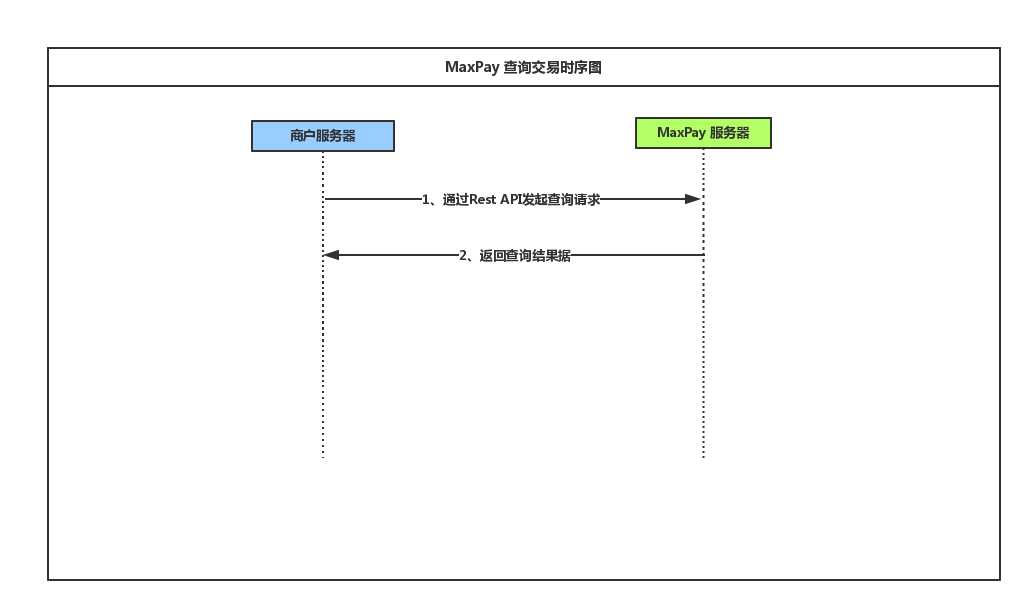 MaxPay 查询交易时序图
商户服务器
MaxPay 服务器
1、通过Rest API发起查询请求
2、返回查询结果据